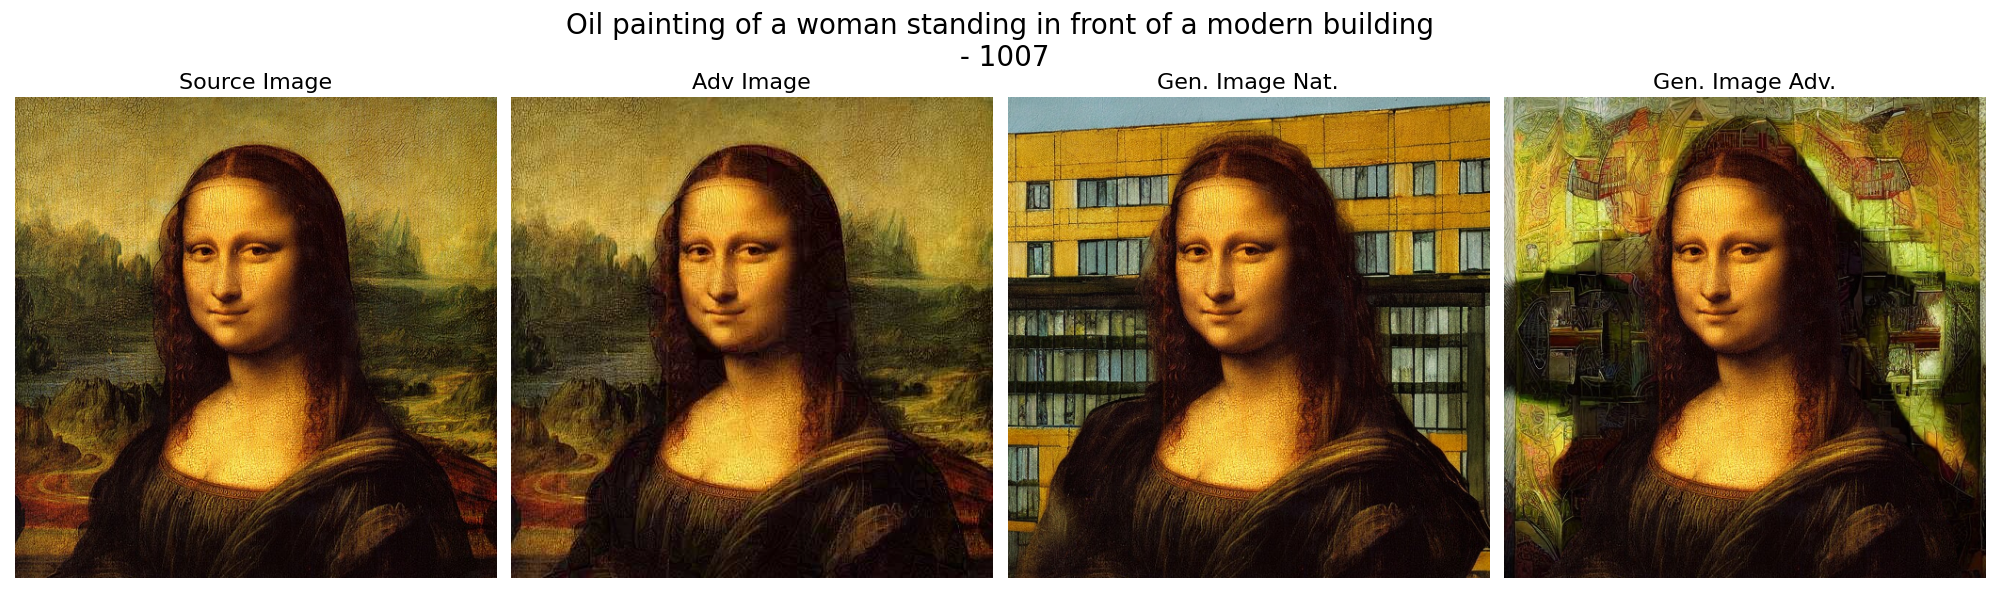 Oil painting of a woman standing in front of a modern building
- 1007
Source Image
Adv Image
Gen. Image Nat.
Gen. Image Adv.